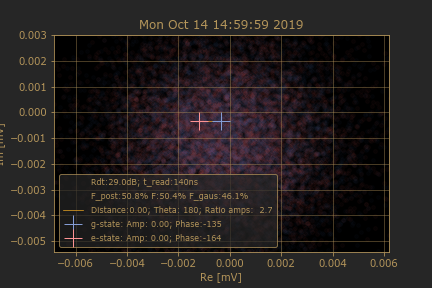 Mon Oct 14 14:59:59 2019
0.003
0.002
0.001
0.000
−0.001
−0.002
−0.003
−0.004
−0.005
[mV]
Rdt:29.0dB; t_read:140ns
F_post:50.8% F:50.4% F_gaus:46.1%
Distance:0.00; Theta: 180; Ratio amps: 2.7
g-state: Amp: 0.00; Phase:-135
e-state: Amp: 0.00; Phase:-164
−0.006 −0.004 −0.002 0.000 0.002 0.004 0.006
Re [mV]